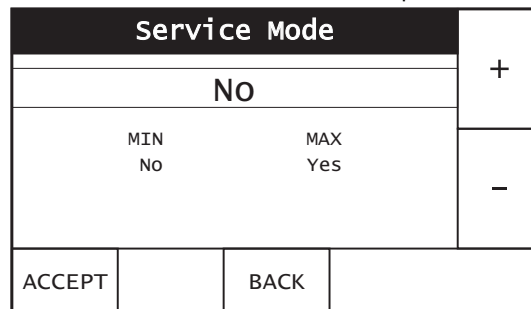 Service Mode
+
No
MIN MAX
No Yes
-
ACCEPT BACK